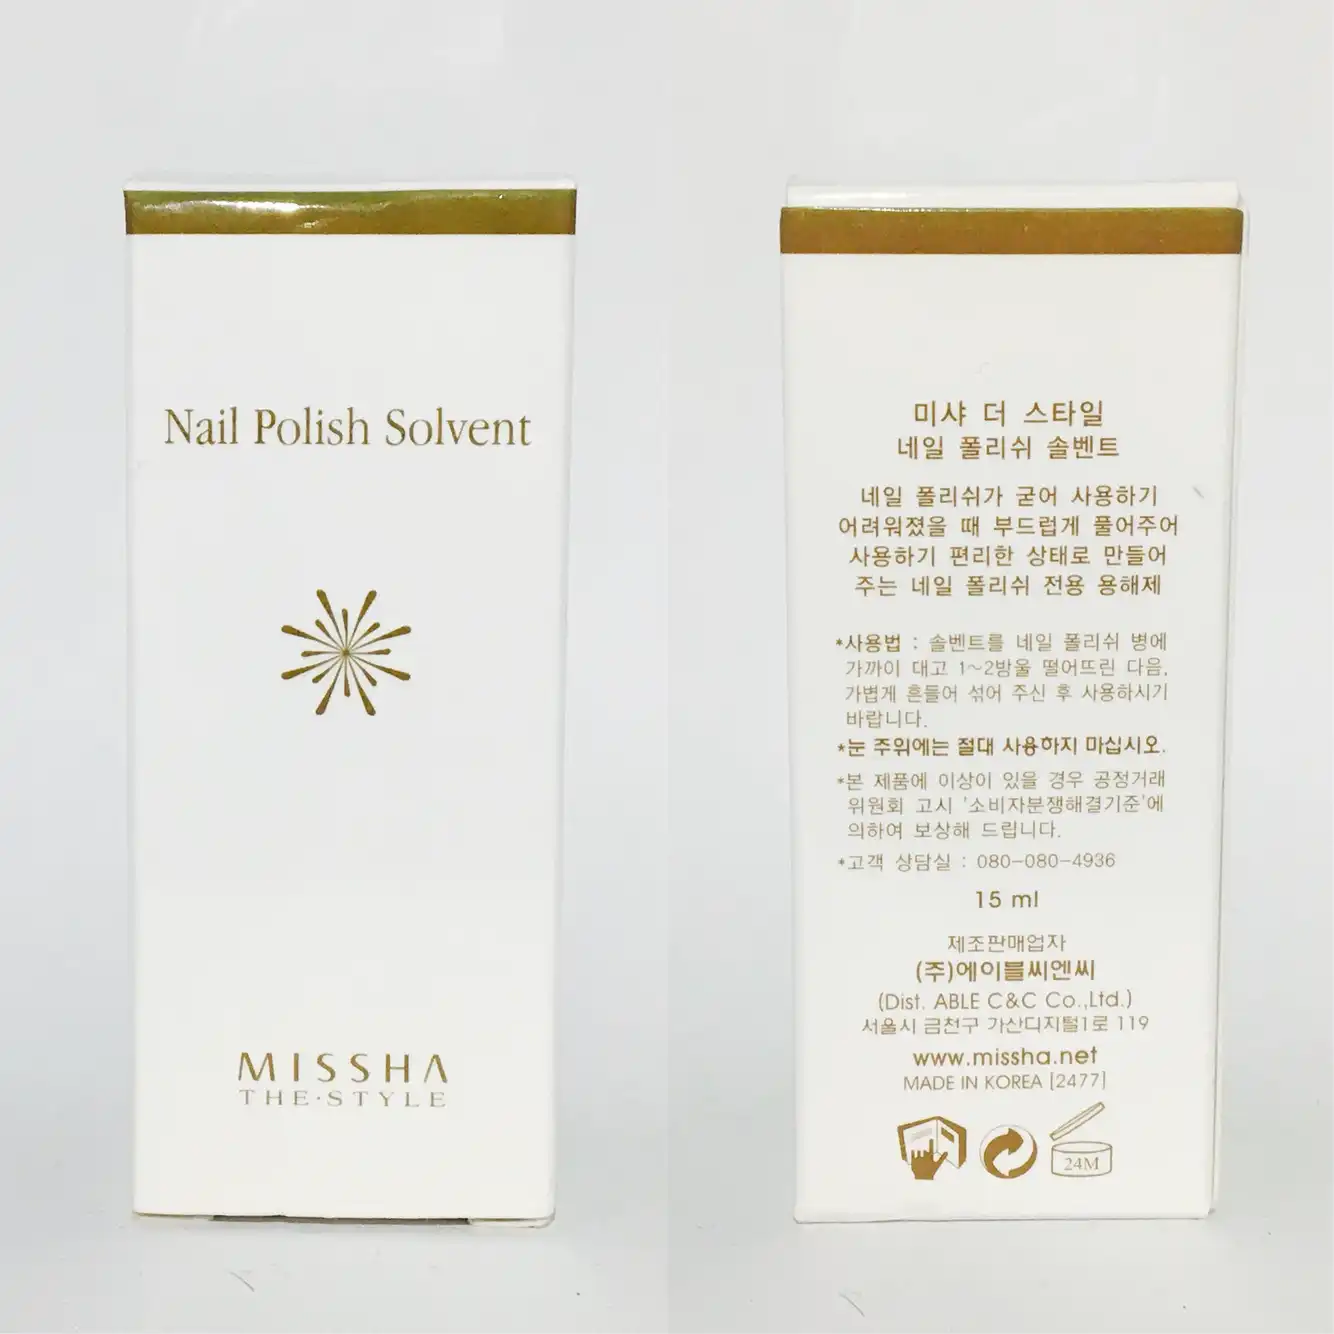 Nail Polish Solvent
MISSHA
THE·STYLE
미샤 더 스타일
네일 폴리쉬 솔벤트
네일 폴리쉬가 굳어 사용하기
어려워졌을 때 부드럽게 풀어주어
사용하기 편리한 상태로 만들어
주는 네일 폴리쉬 전용 용해제
*사용법 : 솔벤트를 네일 폴리쉬 병에
가까이 대고 1~2방울 떨어뜨린 다음,
가볍게 흔들어 섞어 주신 후 사용하시기
바랍니다.
*눈 주위에는 절대 사용하지 마십시오.
*본 제품에 이상이 있을 경우 공정거래
위원회 고시 '소비자분쟁해결기준'에
의하여 보상해 드립니다.
*고객 상담실 : 080-080-4936
15 ml
제조판매업자
(주)에이블씨엔씨
(Dist. ABLE C&C Co.,Ltd.)
서울시 금천구 가산디지털1로 119
www.missha.net
MADE IN KOREA [2477]
24M